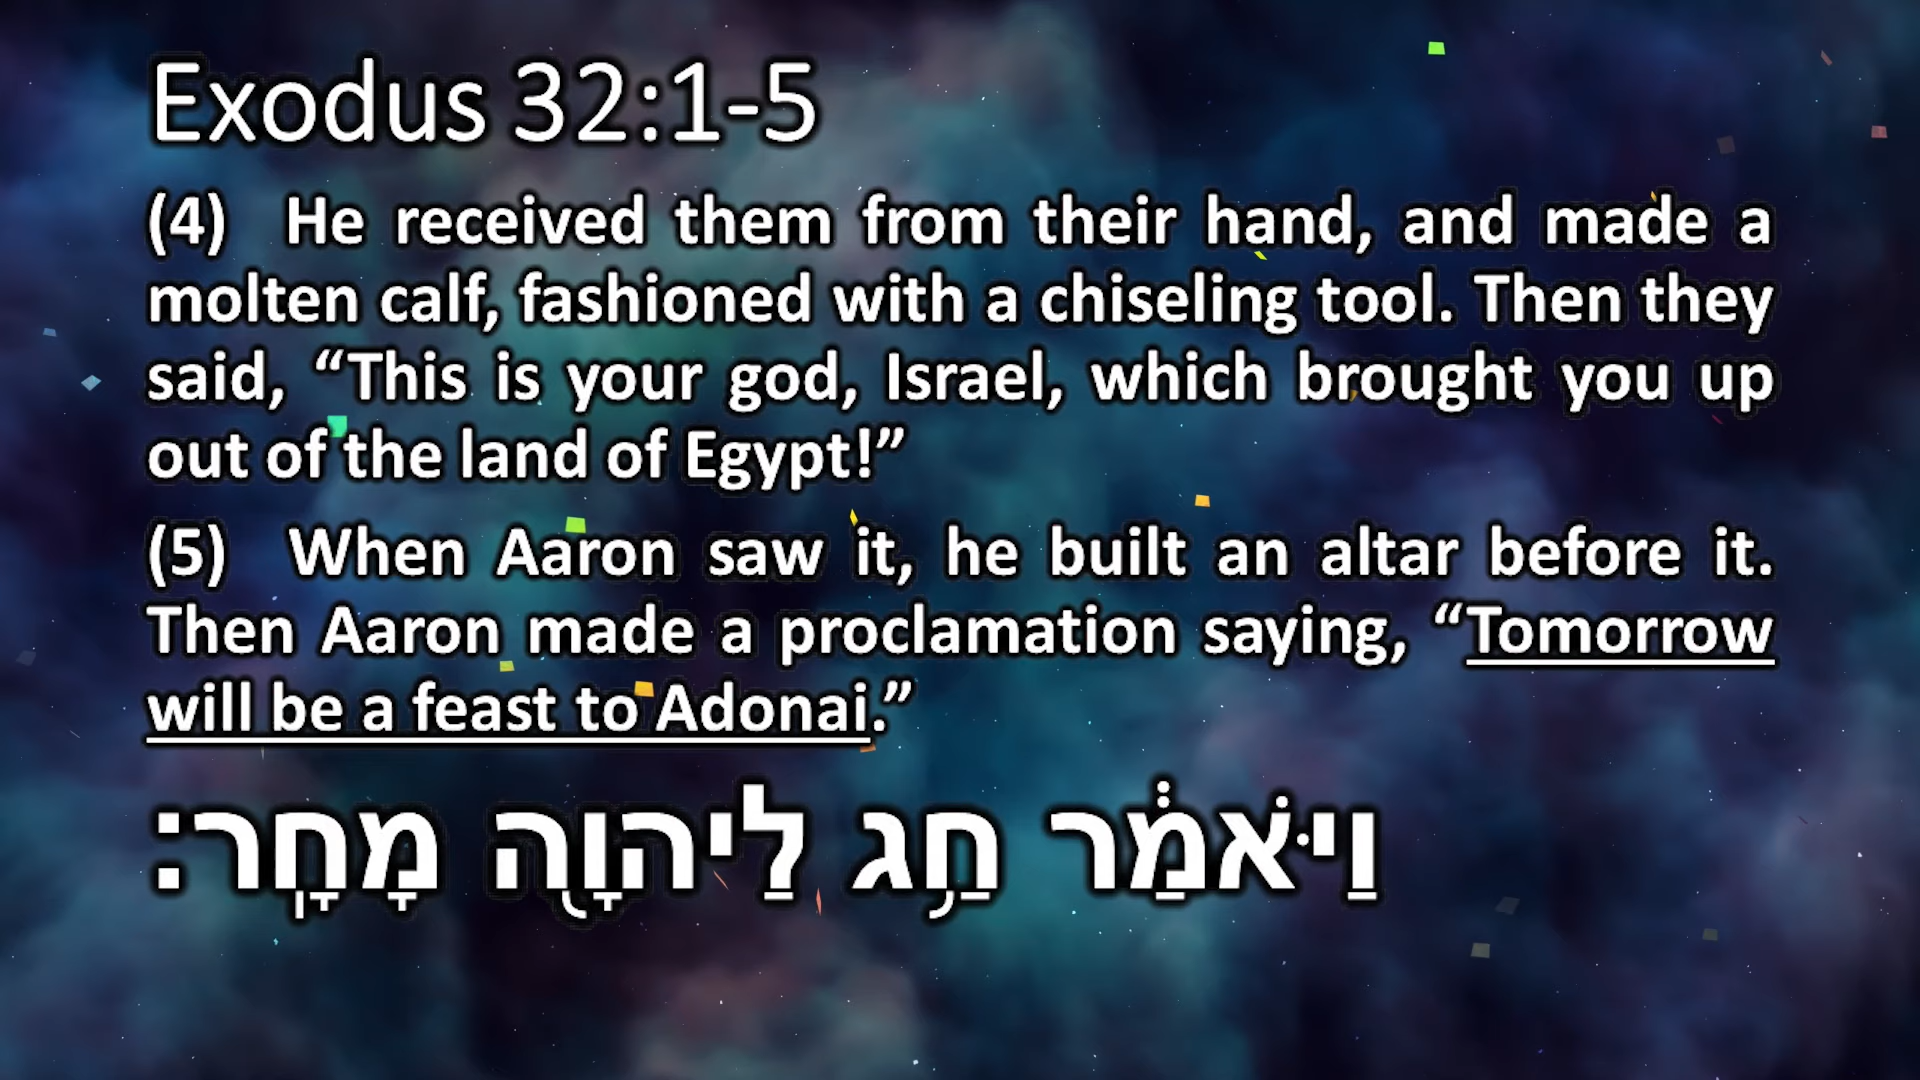 Exodus 32:1-5
(4) He received them from their hand, and made a
molten calf, fashioned with a chiseling tool. Then they
said, “This is your god, Israel, which brought you up
out of the land of Egypt!”
(5) When Aaron saw it, he built an altar before it.
Then Aaron made a proclamation saying, “Tomorrow
will be a feast to Adonai.”
וַיֹּאמַ֔ר חַ֥ג לַיהוָ֖ה מָחָֽר׃